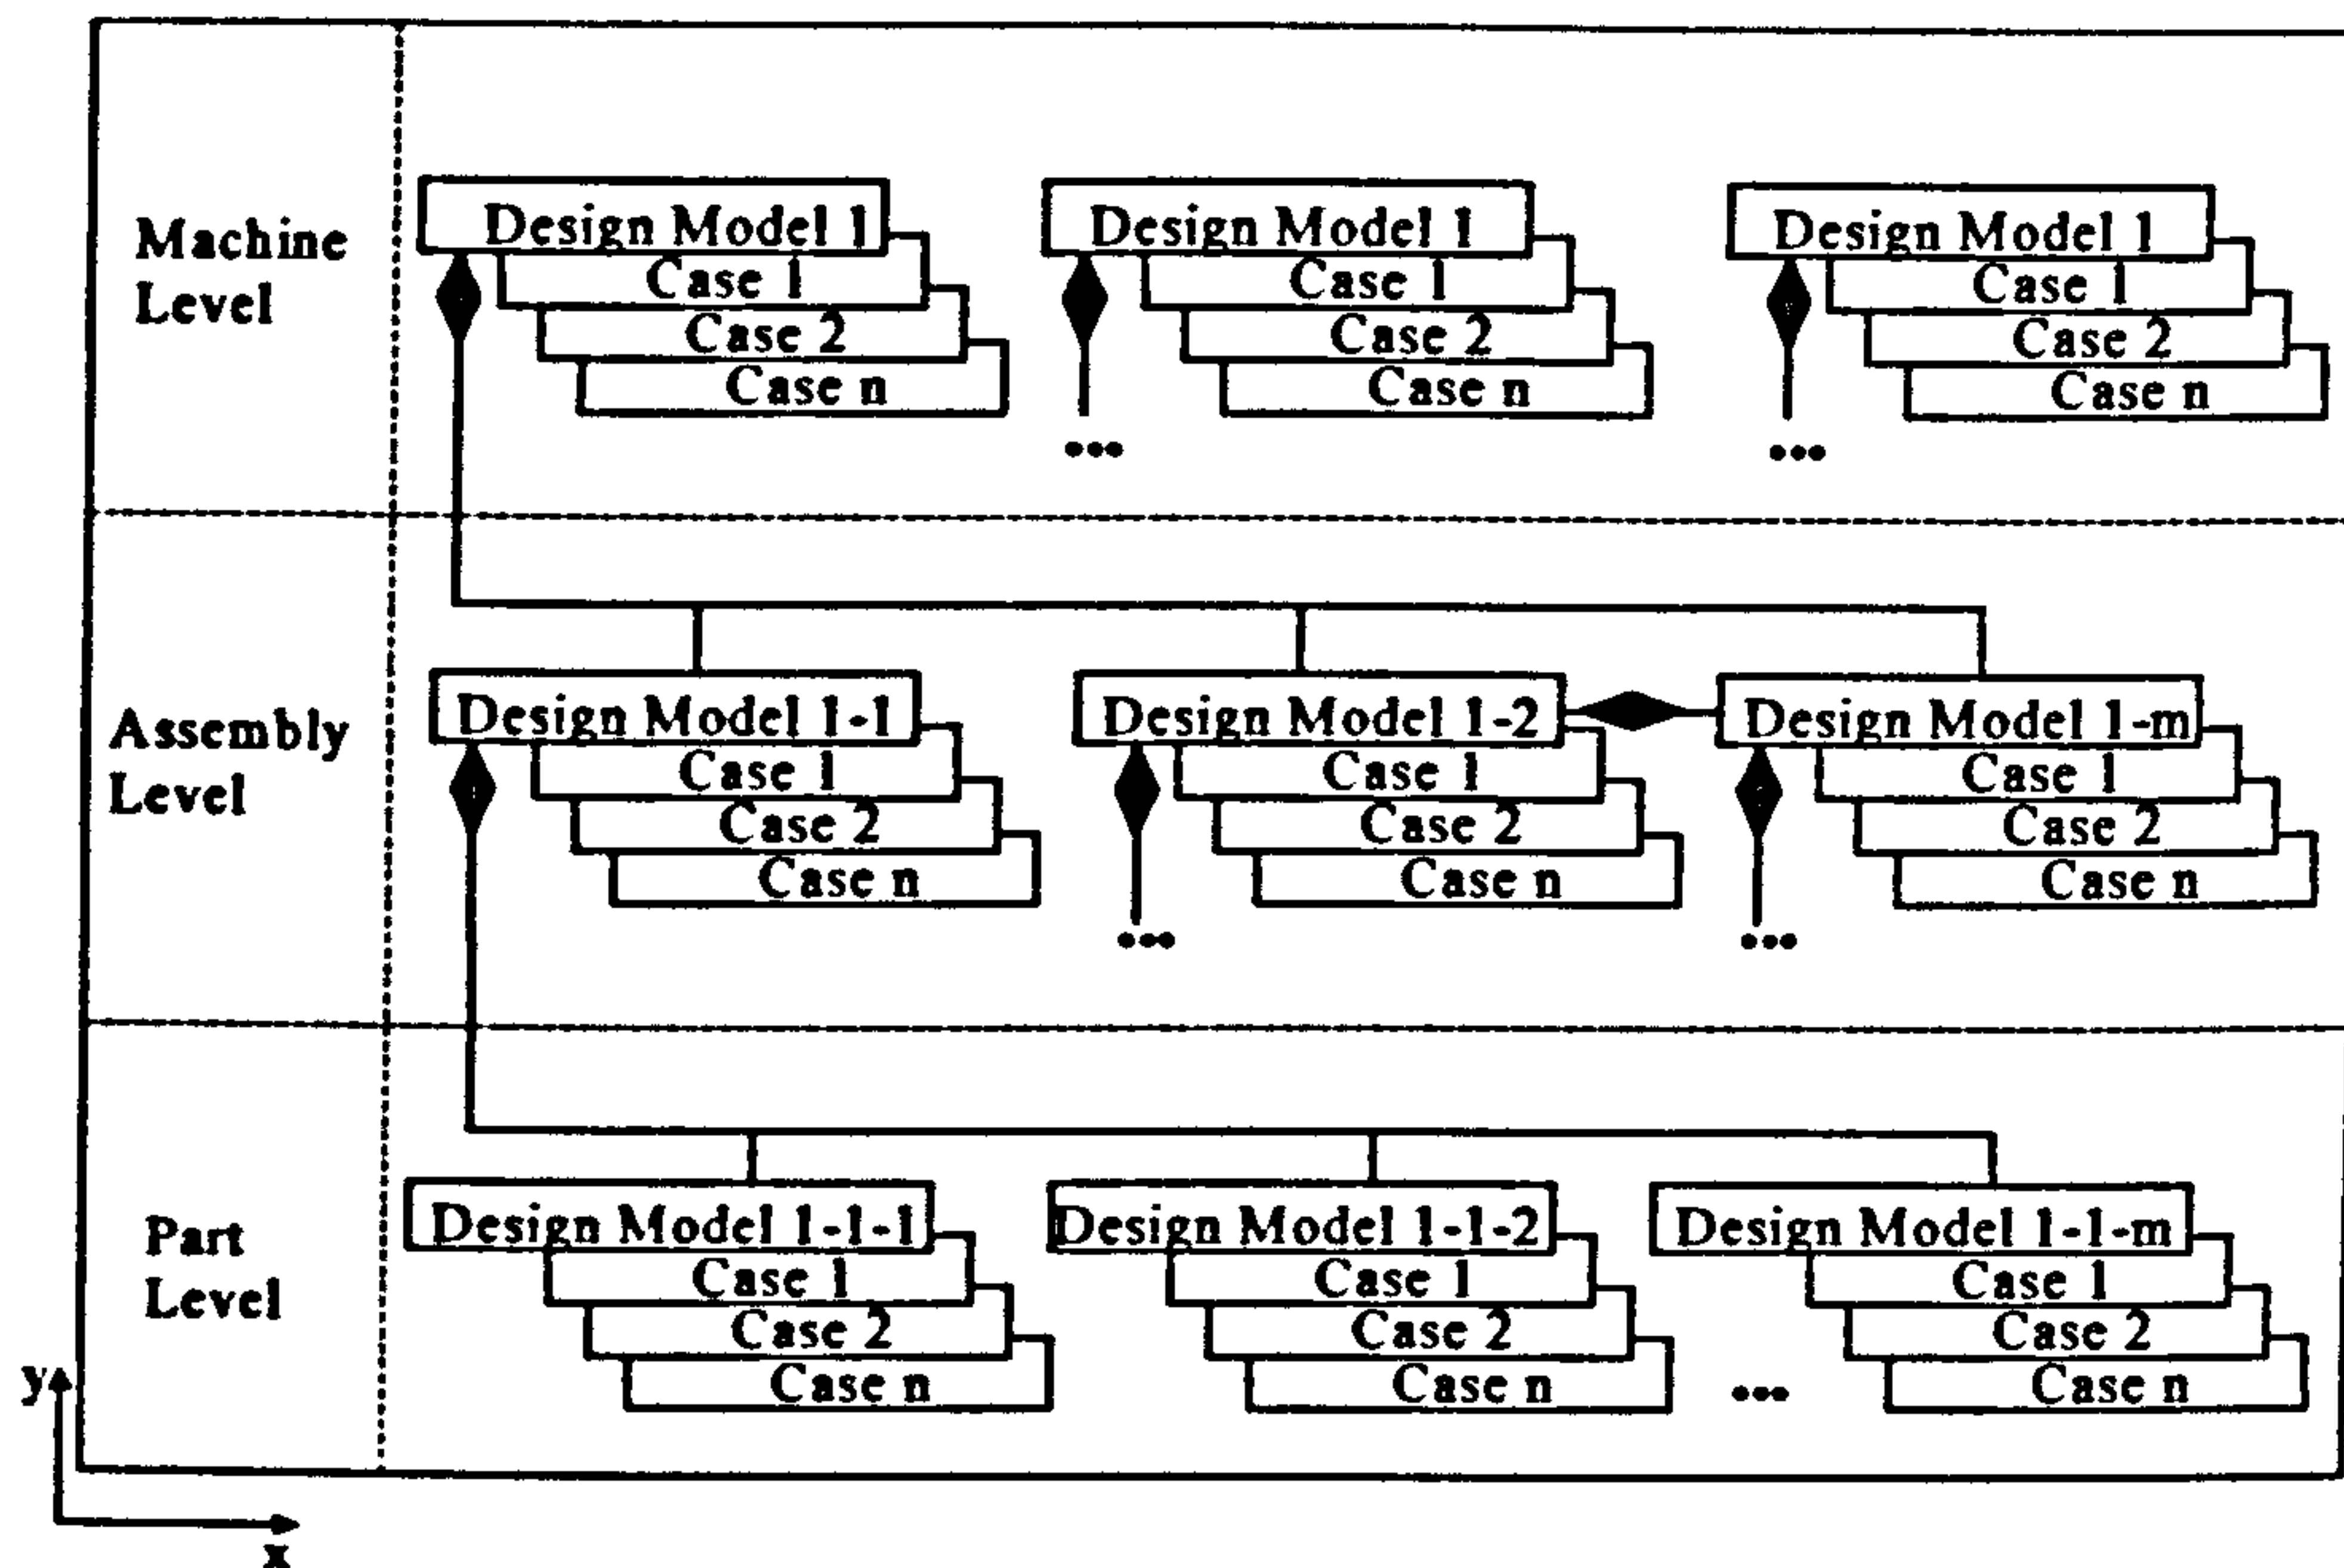 Machine
Level
Design Model 1
Case 1
Case 2
Case n
...
Design Model 1
Case 1
Case 2
Case n
...
Design Model 1
Case 1
Case 2
Case n
Assembly
Level
Design Model 1-1
Case 1
Case 2
Case n
Design Model 1-2
Case 1
Case 2
Case n
...
Design Model 1-m
Case 1
Case 2
Case n
...
Part
Level
Design Model 1-1-1
Case 1
Case 2
Case n
Design Model 1-1-2
Case 1
Case 2
Case n
...
Design Model 1-1-m
Case 1
Case 2
Case n
y
x